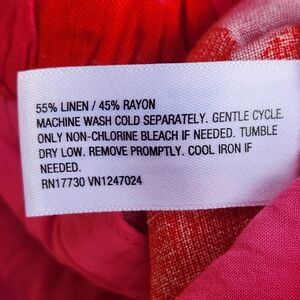 55% LINEN / 45% RAYON
MACHINE WASH COLD SEPARATELY. GENTLE CYCLE.
ONLY NON-CHLORINE BLEACH IF NEEDED. TUMBLE
DRY LOW. REMOVE PROMPTLY. COOL IRON IF
NEEDED.
RN17730 VN1247024